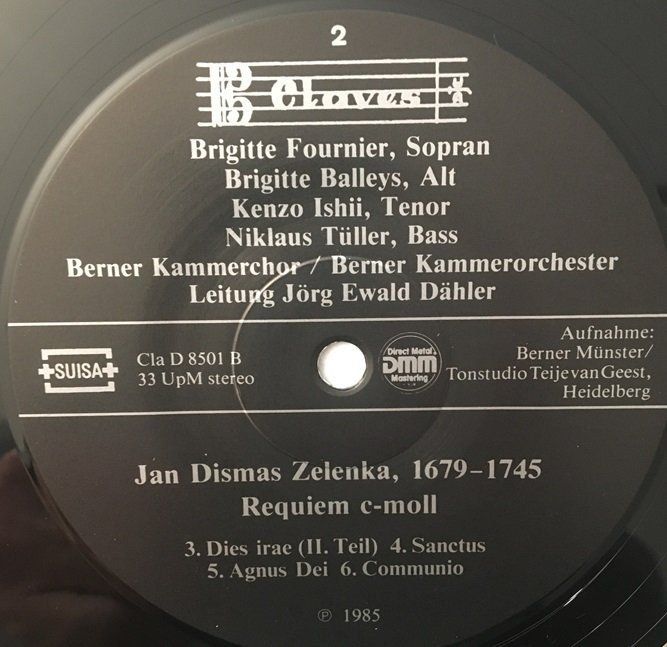 2
Claves
Brigitte Fournier, Sopran
Brigitte Balleys, Alt
Kenzo Ishii, Tenor
Niklaus Tüller, Bass
Berner Kammerchor / Berner Kammerorchester
Leitung Jörg Ewald Dähler
SUISA
Cla D 8501 B
33 UpM stereo
Direct Metal
DMM
Mastering
Aufnahme:
Berner Münster/
Tonstudio Teije van Geest,
Heidelberg
Jan Dismas Zelenka, 1679–1745
Requiem c-moll
3. Dies irae (II. Teil) 4. Sanctus
5. Agnus Dei 6. Communio
℗ 1985